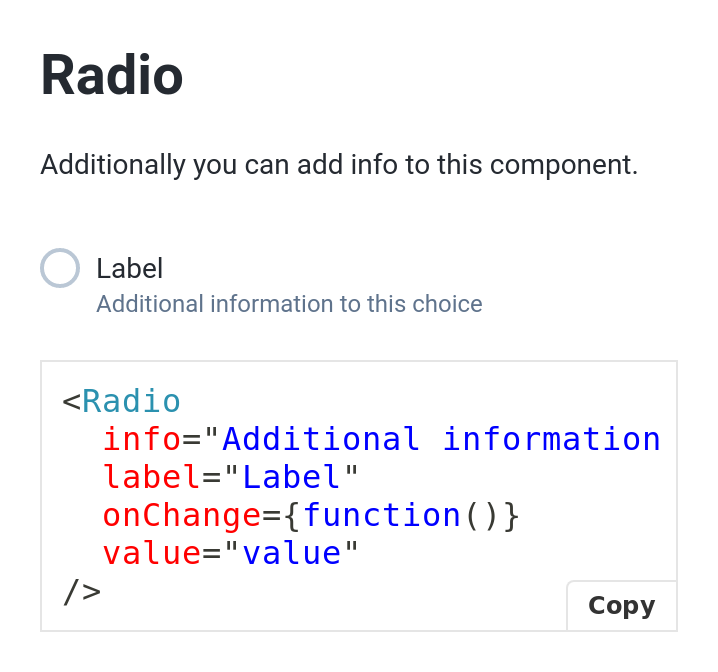 Radio
Additionally you can add info to this component.
Label
Additional information to this choice
<Radio
  info="Additional information
  label="Label"
  onChange={function()}
  value="value"
/>
Copy